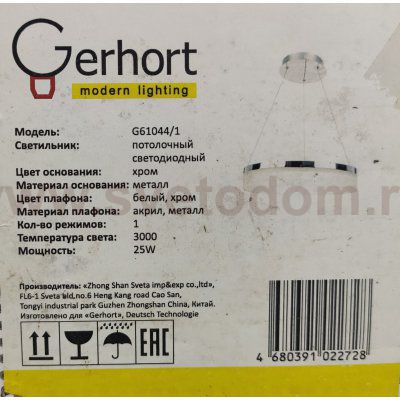 Gerhort
modern lighting
Модель: G61044/1
Светильник: потолочный
светодиодный
Цвет основания: хром
Материал основания: металл
Цвет плафона: белый, хром
Материал плафона: акрил, металл
Кол-во режимов: 1
Температура света: 3000
Мощность: 25W
www.svetodom.r
Производитель: «Zhong Shan Sveta imp&exp co.,ltd»,
FL6-1 Sveta bld,no.6 Heng Kang road Cao San,
Tongyi industrial park Guzhen Zhongshan China, Китай.
Изготовлено для «Gerhort», Deutsch Technologie
EAC
4 680391 022728